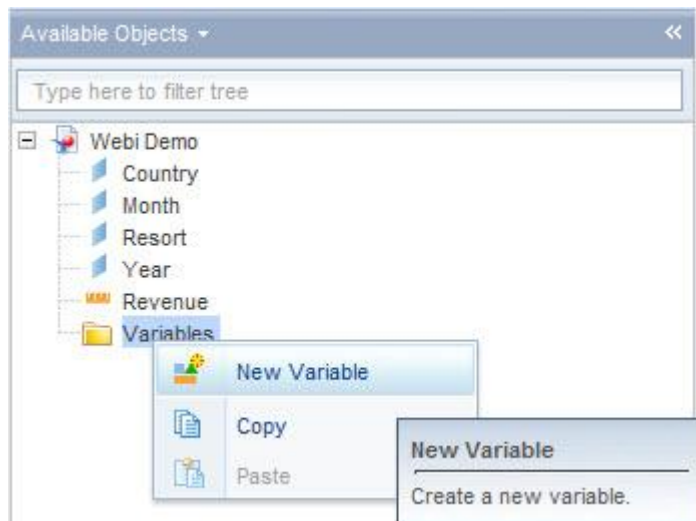 Available Objects
Type here to filter tree
Webi Demo
Country
Month
Resort
Year
Revenue
Variables
New Variable
Copy
Paste
New Variable
Create a new variable.